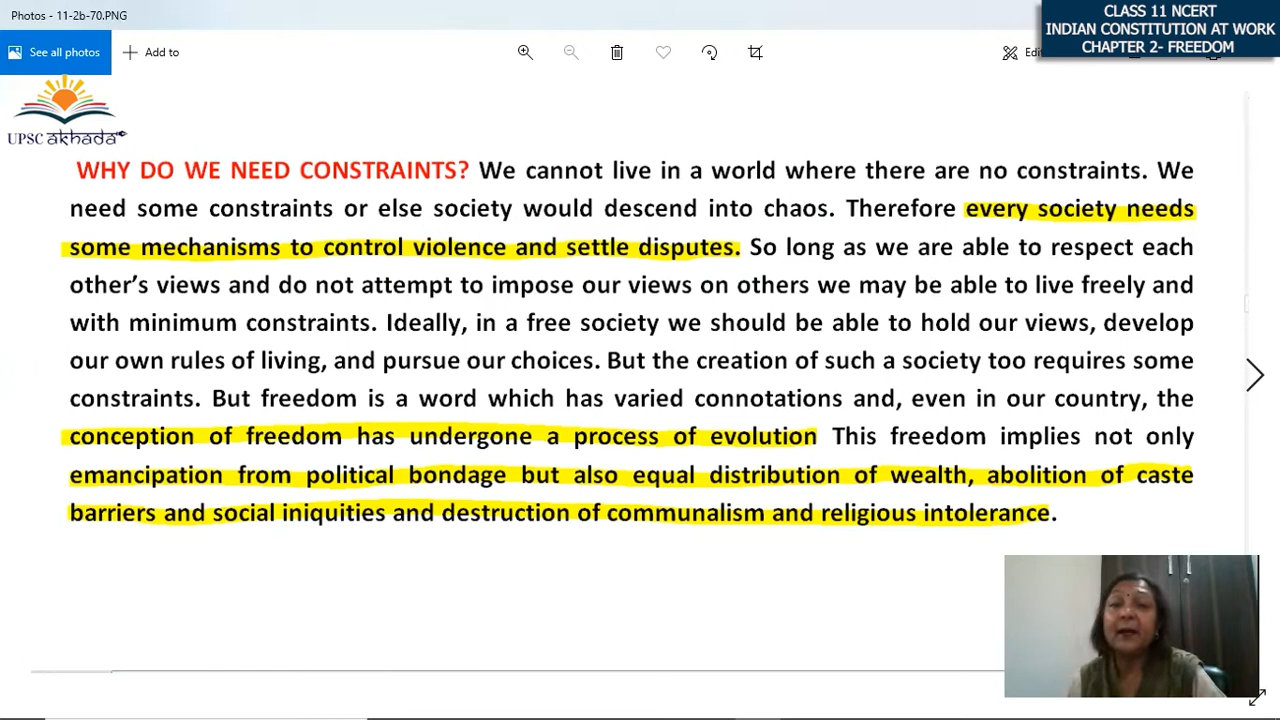 Photos - 11-2b-70.PNG
CLASS 11 NCERT
INDIAN CONSTITUTION AT WORK
CHAPTER 2- FREEDOM
See all photos
Add to
UPSC akhada
WHY DO WE NEED CONSTRAINTS? We cannot live in a world where there are no constraints. We
need some constraints or else society would descend into chaos. Therefore every society needs
some mechanisms to control violence and settle disputes. So long as we are able to respect each
other’s views and do not attempt to impose our views on others we may be able to live freely and
with minimum constraints. Ideally, in a free society we should be able to hold our views, develop
our own rules of living, and pursue our choices. But the creation of such a society too requires some
constraints. But freedom is a word which has varied connotations and, even in our country, the
conception of freedom has undergone a process of evolution This freedom implies not only
emancipation from political bondage but also equal distribution of wealth, abolition of caste
barriers and social iniquities and destruction of communalism and religious intolerance.